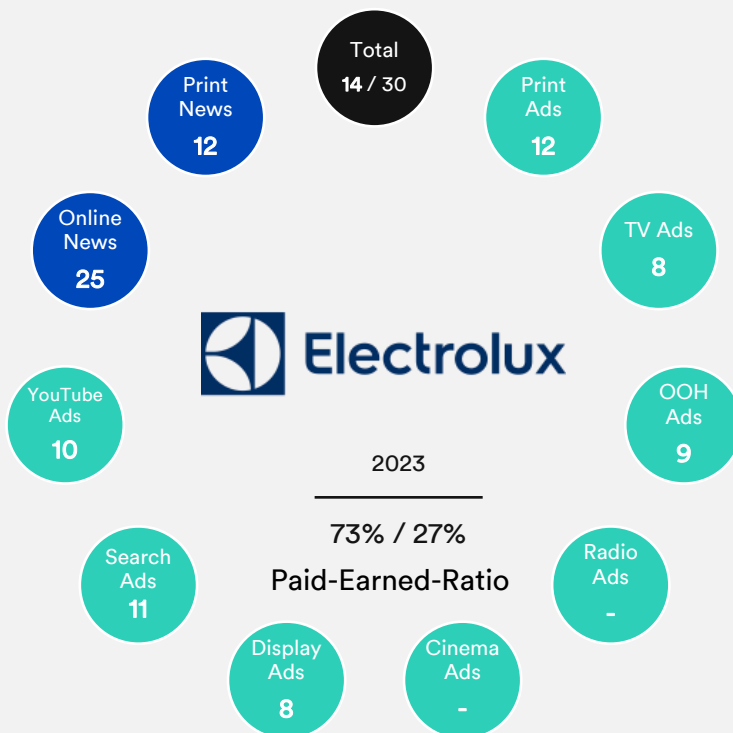 Total
14 / 30
Print
News
12
Print
Ads
12
Online
News
25
TV Ads
8
Electrolux
YouTube
Ads
10
OOH
Ads
9
2023
73% / 27%
Paid-Earned-Ratio
Search
Ads
11
Radio
Ads
-
Display
Ads
8
Cinema
Ads
-